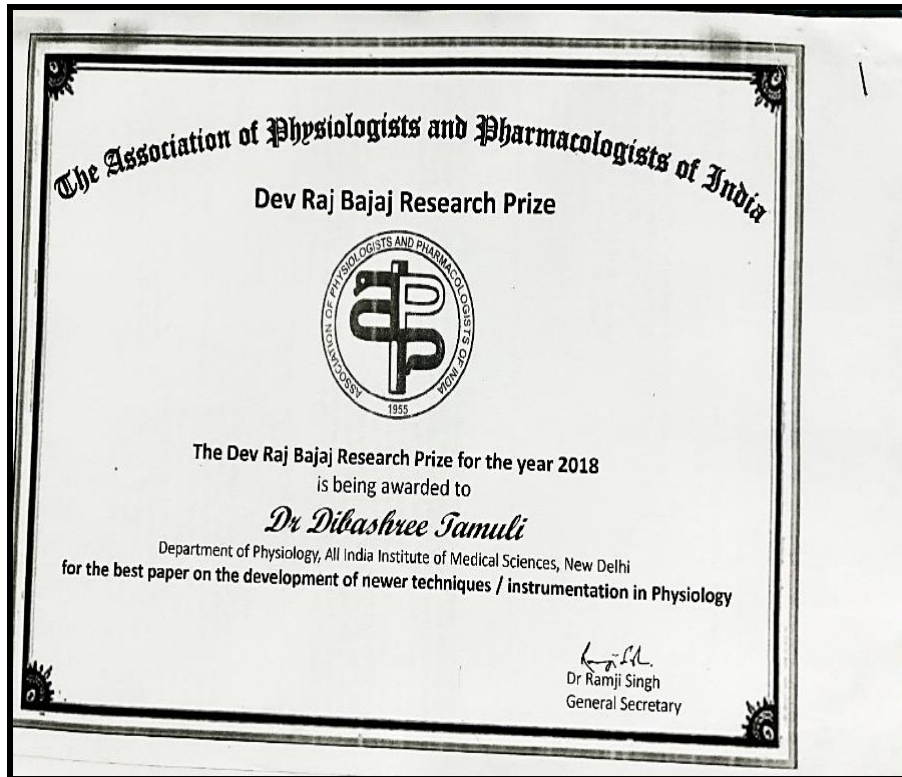 The Association of Physiologists and Pharmacologists of India
Dev Raj Bajaj Research Prize
ASSOCIATION OF PHYSIOLOGISTS AND PHARMACOLOGISTS OF INDIA
1955
The Dev Raj Bajaj Research Prize for the year 2018
is being awarded to
Dr Dibashree Tamuli
Department of Physiology, All India Institute of Medical Sciences, New Delhi
for the best paper on the development of newer techniques / instrumentation in Physiology
Dr Ramji Singh
General Secretary